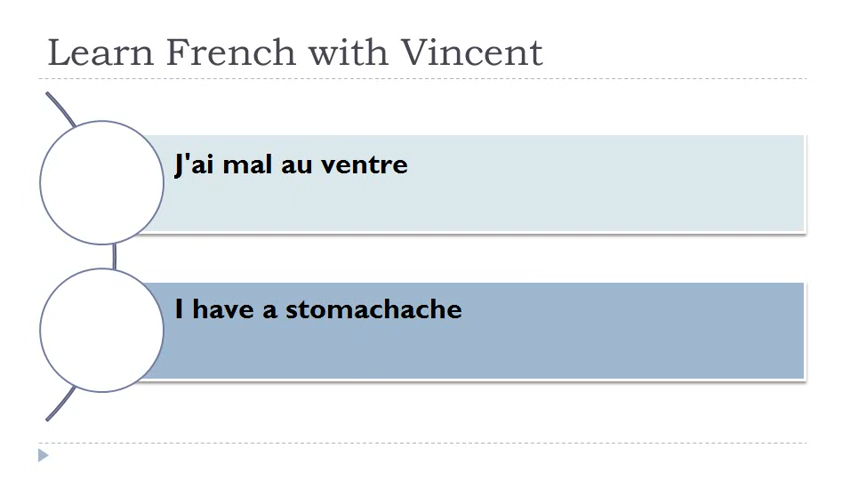 Learn French with Vincent
J'ai mal au ventre
I have a stomachache